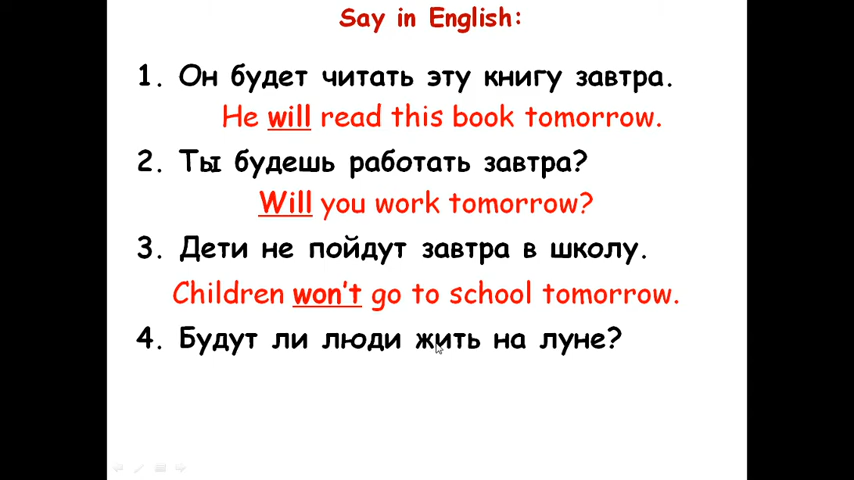 Say in English:
1. Он будет читать эту книгу завтра.
He will read this book tomorrow.
2. Ты будешь работать завтра?
Will you work tomorrow?
3. Дети не пойдут завтра в школу.
Children won't go to school tomorrow.
4. Будут ли люди жить на луне?